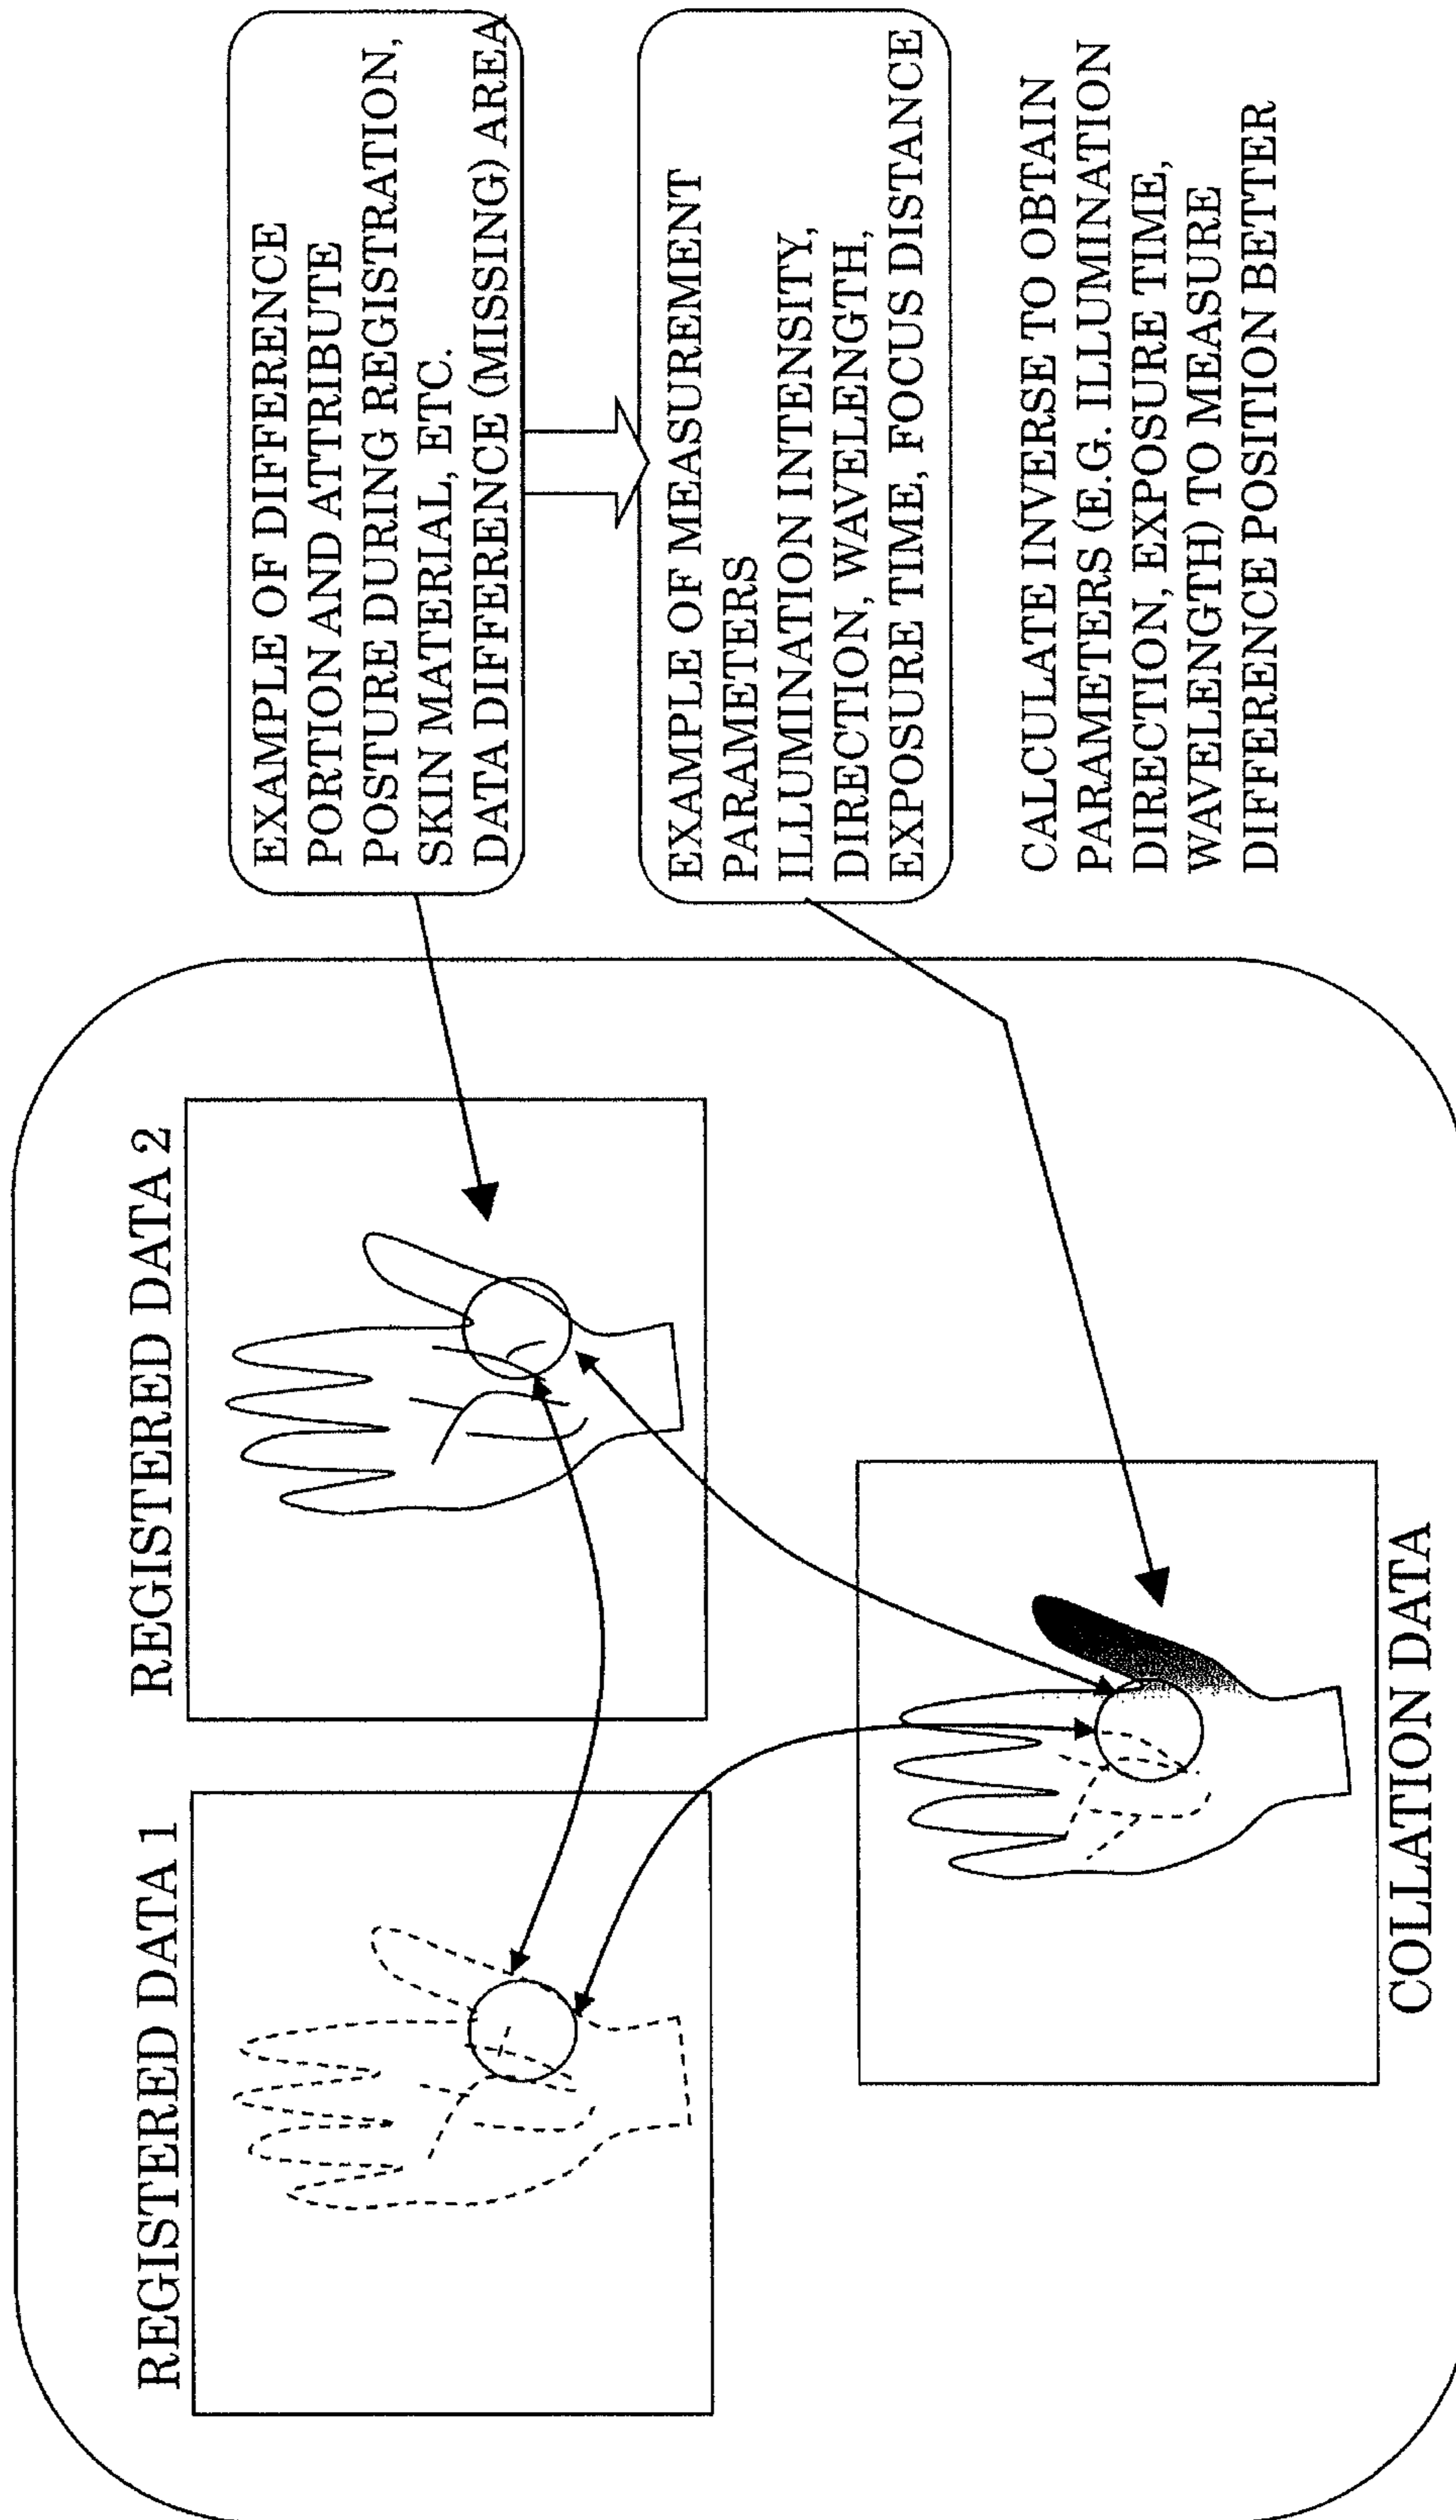 REGISTERED DATA 1
REGISTERED DATA 2
COLLATION DATA
EXAMPLE OF DIFFERENCE
PORTION AND ATTRIBUTE
POSTURE DURING REGISTRATION,
SKIN MATERIAL, ETC.
DATA DIFFERENCE (MISSING) AREA
EXAMPLE OF MEASUREMENT
PARAMETERS
ILLUMINATION INTENSITY,
DIRECTION, WAVELENGTH,
EXPOSURE TIME, FOCUS DISTANCE
CALCULATE INVERSE TO OBTAIN
PARAMETERS (E.G. ILLUMINATION
DIRECTION, EXPOSURE TIME,
WAVELENGTH) TO MEASURE
DIFFERENCE POSITION BETTER